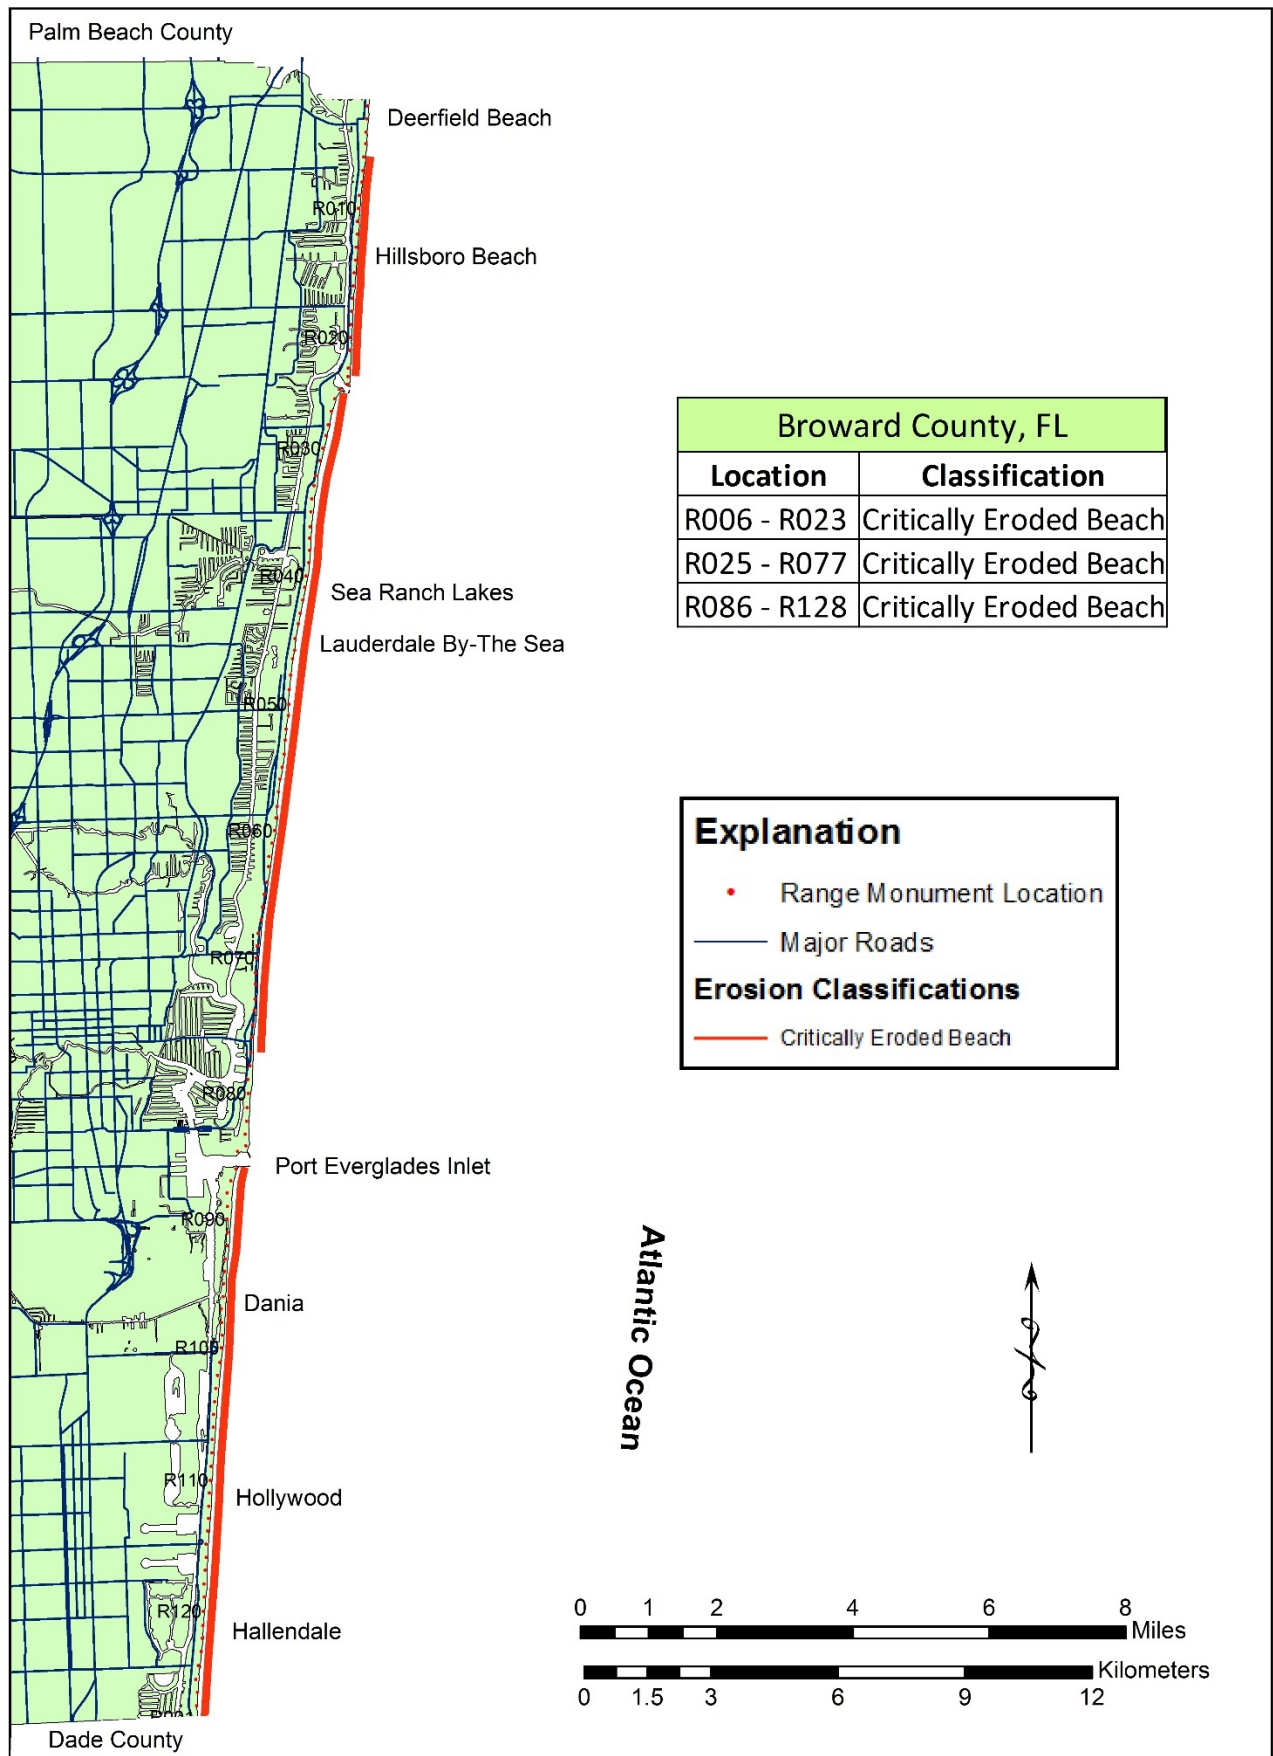 Palm Beach County
Deerfield Beach
R010
Hillsboro Beach
R020
Broward County, FL
Location Classification
R006 - R023 Critically Eroded Beach
R025 - R077 Critically Eroded Beach
R086 - R128 Critically Eroded Beach
R030
R040
Sea Ranch Lakes
Lauderdale By-The Sea
R050
R060
Explanation
Range Monument Location
Major Roads
Erosion Classifications
Critically Eroded Beach
R070
R080
Port Everglades Inlet
R090
Atlantic Ocean
Dania
R100
R110
Hollywood
R120
Hallendale
0 1 2 4 6 8
Miles
Kilometers
0 1.5 3 6 9 12
Dade County